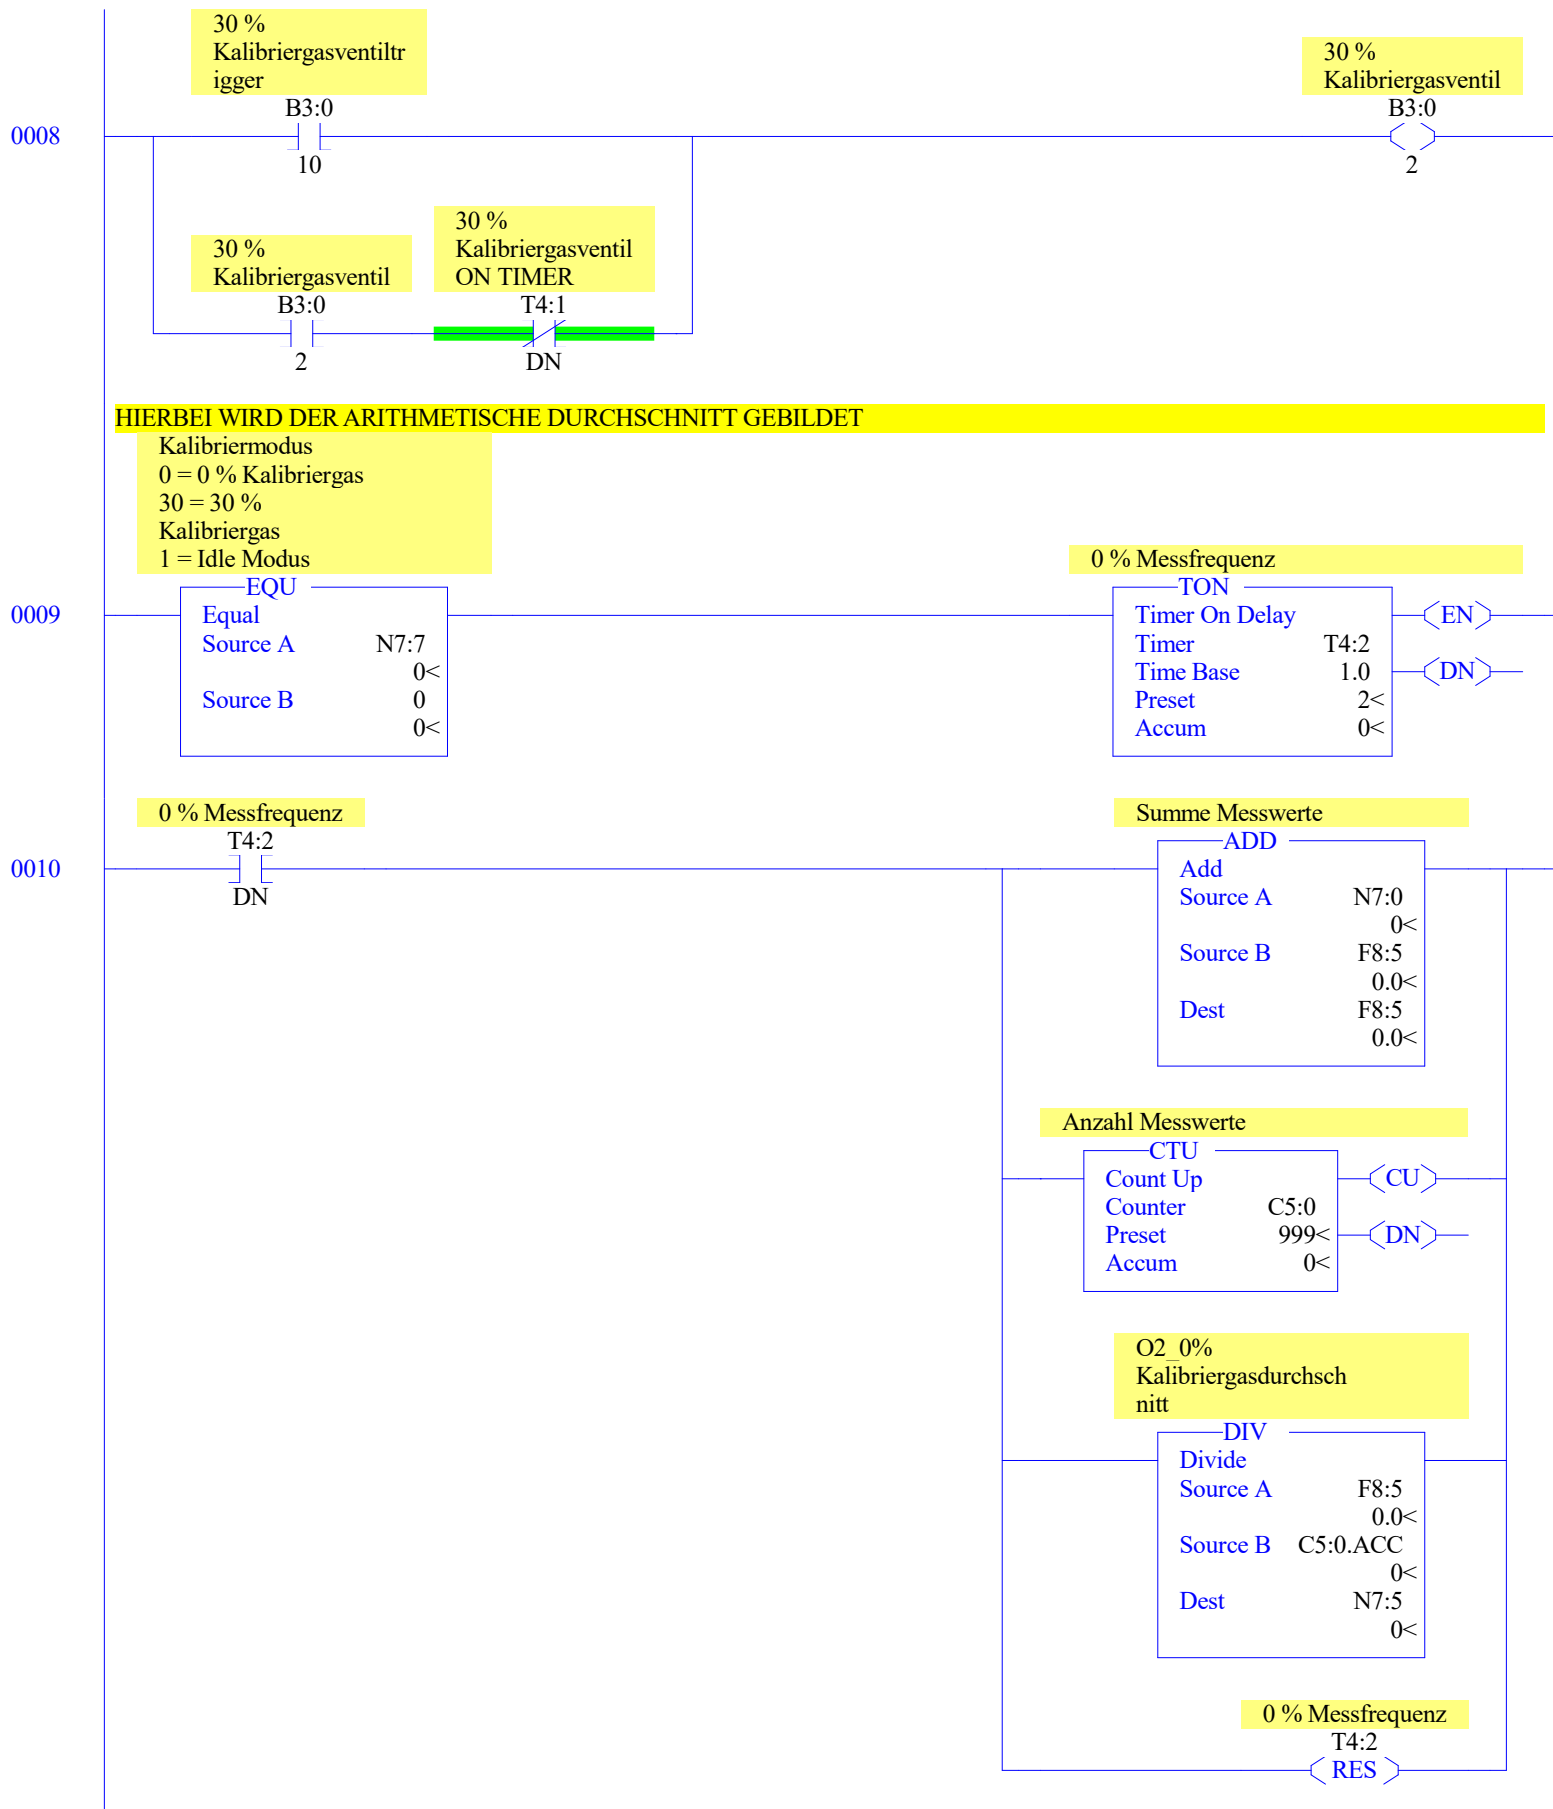 30 %
Kalibriergasventiltr
igger
B3:0
10
30 %
Kalibriergasventil
B3:0
2
0008
30 %
Kalibriergasventil
B3:0
2
30 %
Kalibriergasventil
ON TIMER
T4:1
DN
HIERBEI WIRD DER ARITHMETISCHE DURCHSCHNITT GEBILDET
Kalibriermodus
0 = 0 % Kalibriergas
30 = 30 %
Kalibriergas
1 = Idle Modus
0009
EQU
Equal
Source A N7:7
0<
Source B 0
0<
0 % Messfrequenz
TON
Timer On Delay
Timer T4:2
Time Base 1.0
Preset 2<
Accum 0<
EN
DN
0 % Messfrequenz
T4:2
DN
0010
Summe Messwerte
ADD
Add
Source A N7:0
0<
Source B F8:5
0.0<
Dest F8:5
0.0<
Anzahl Messwerte
CTU
Count Up
Counter C5:0
Preset 999<
Accum 0<
CU
DN
O2_0%
Kalibriergasdurchsch
nitt
DIV
Divide
Source A F8:5
0.0<
Source B C5:0.ACC
0<
Dest N7:5
0<
0 % Messfrequenz
T4:2
RES